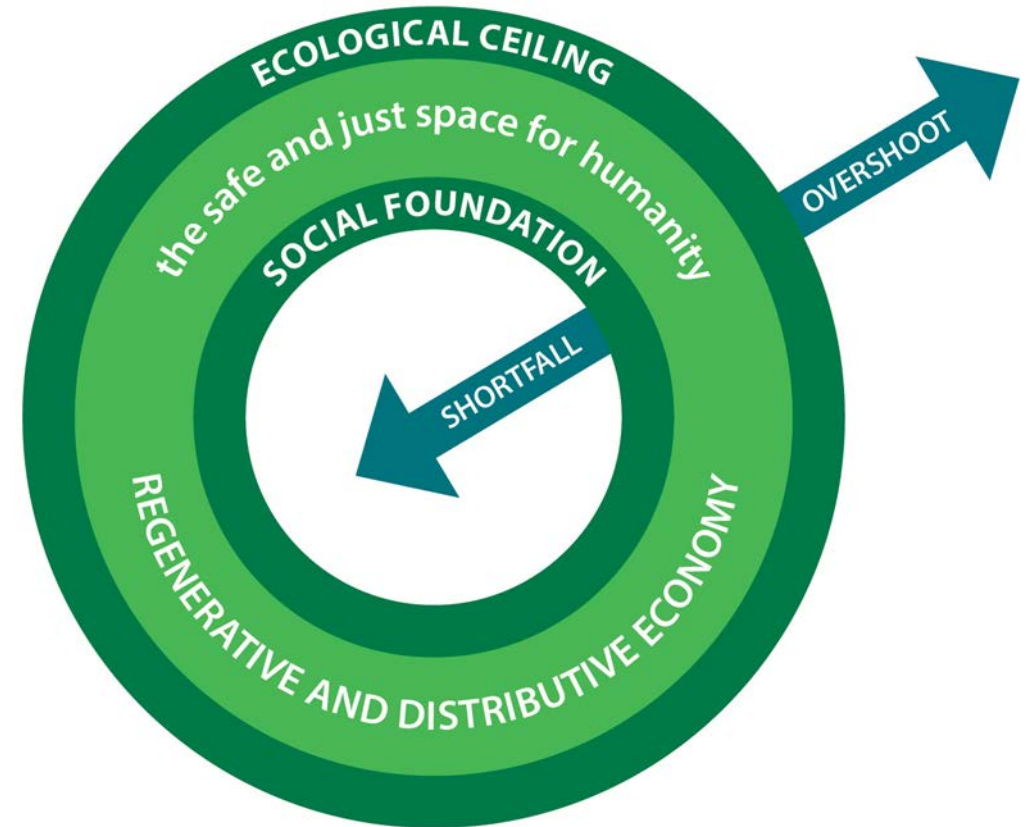 ECOLOGICAL CEILING
the safe and just space for humanity
SOCIAL FOUNDATION
OVERSHOOT
SHORTFALL
REGENERATIVE AND DISTRIBUTIVE ECONOMY